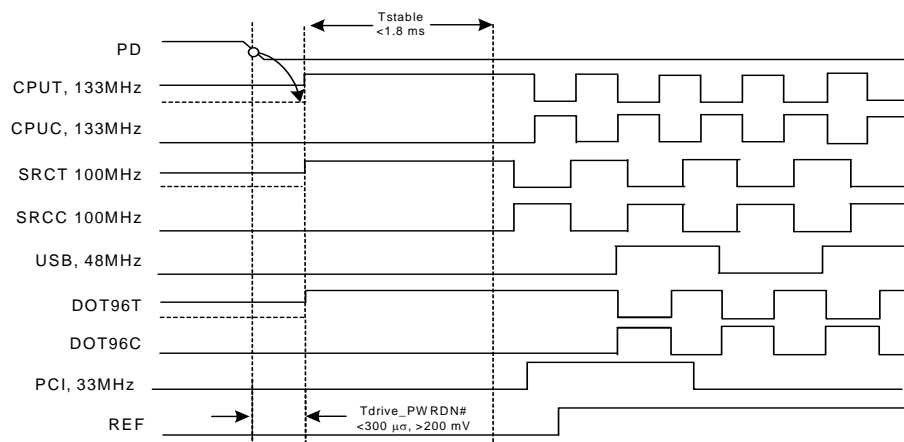 Tstable
<1.8 ms
PD
CPUT, 133MHz
CPUC, 133MHz
SRCT 100MHz
SRCC 100MHz
USB, 48MHz
DOT96T
DOT96C
PCI, 33MHz
Tdrive_PWRDN#
<300 μσ, >200 mV
REF